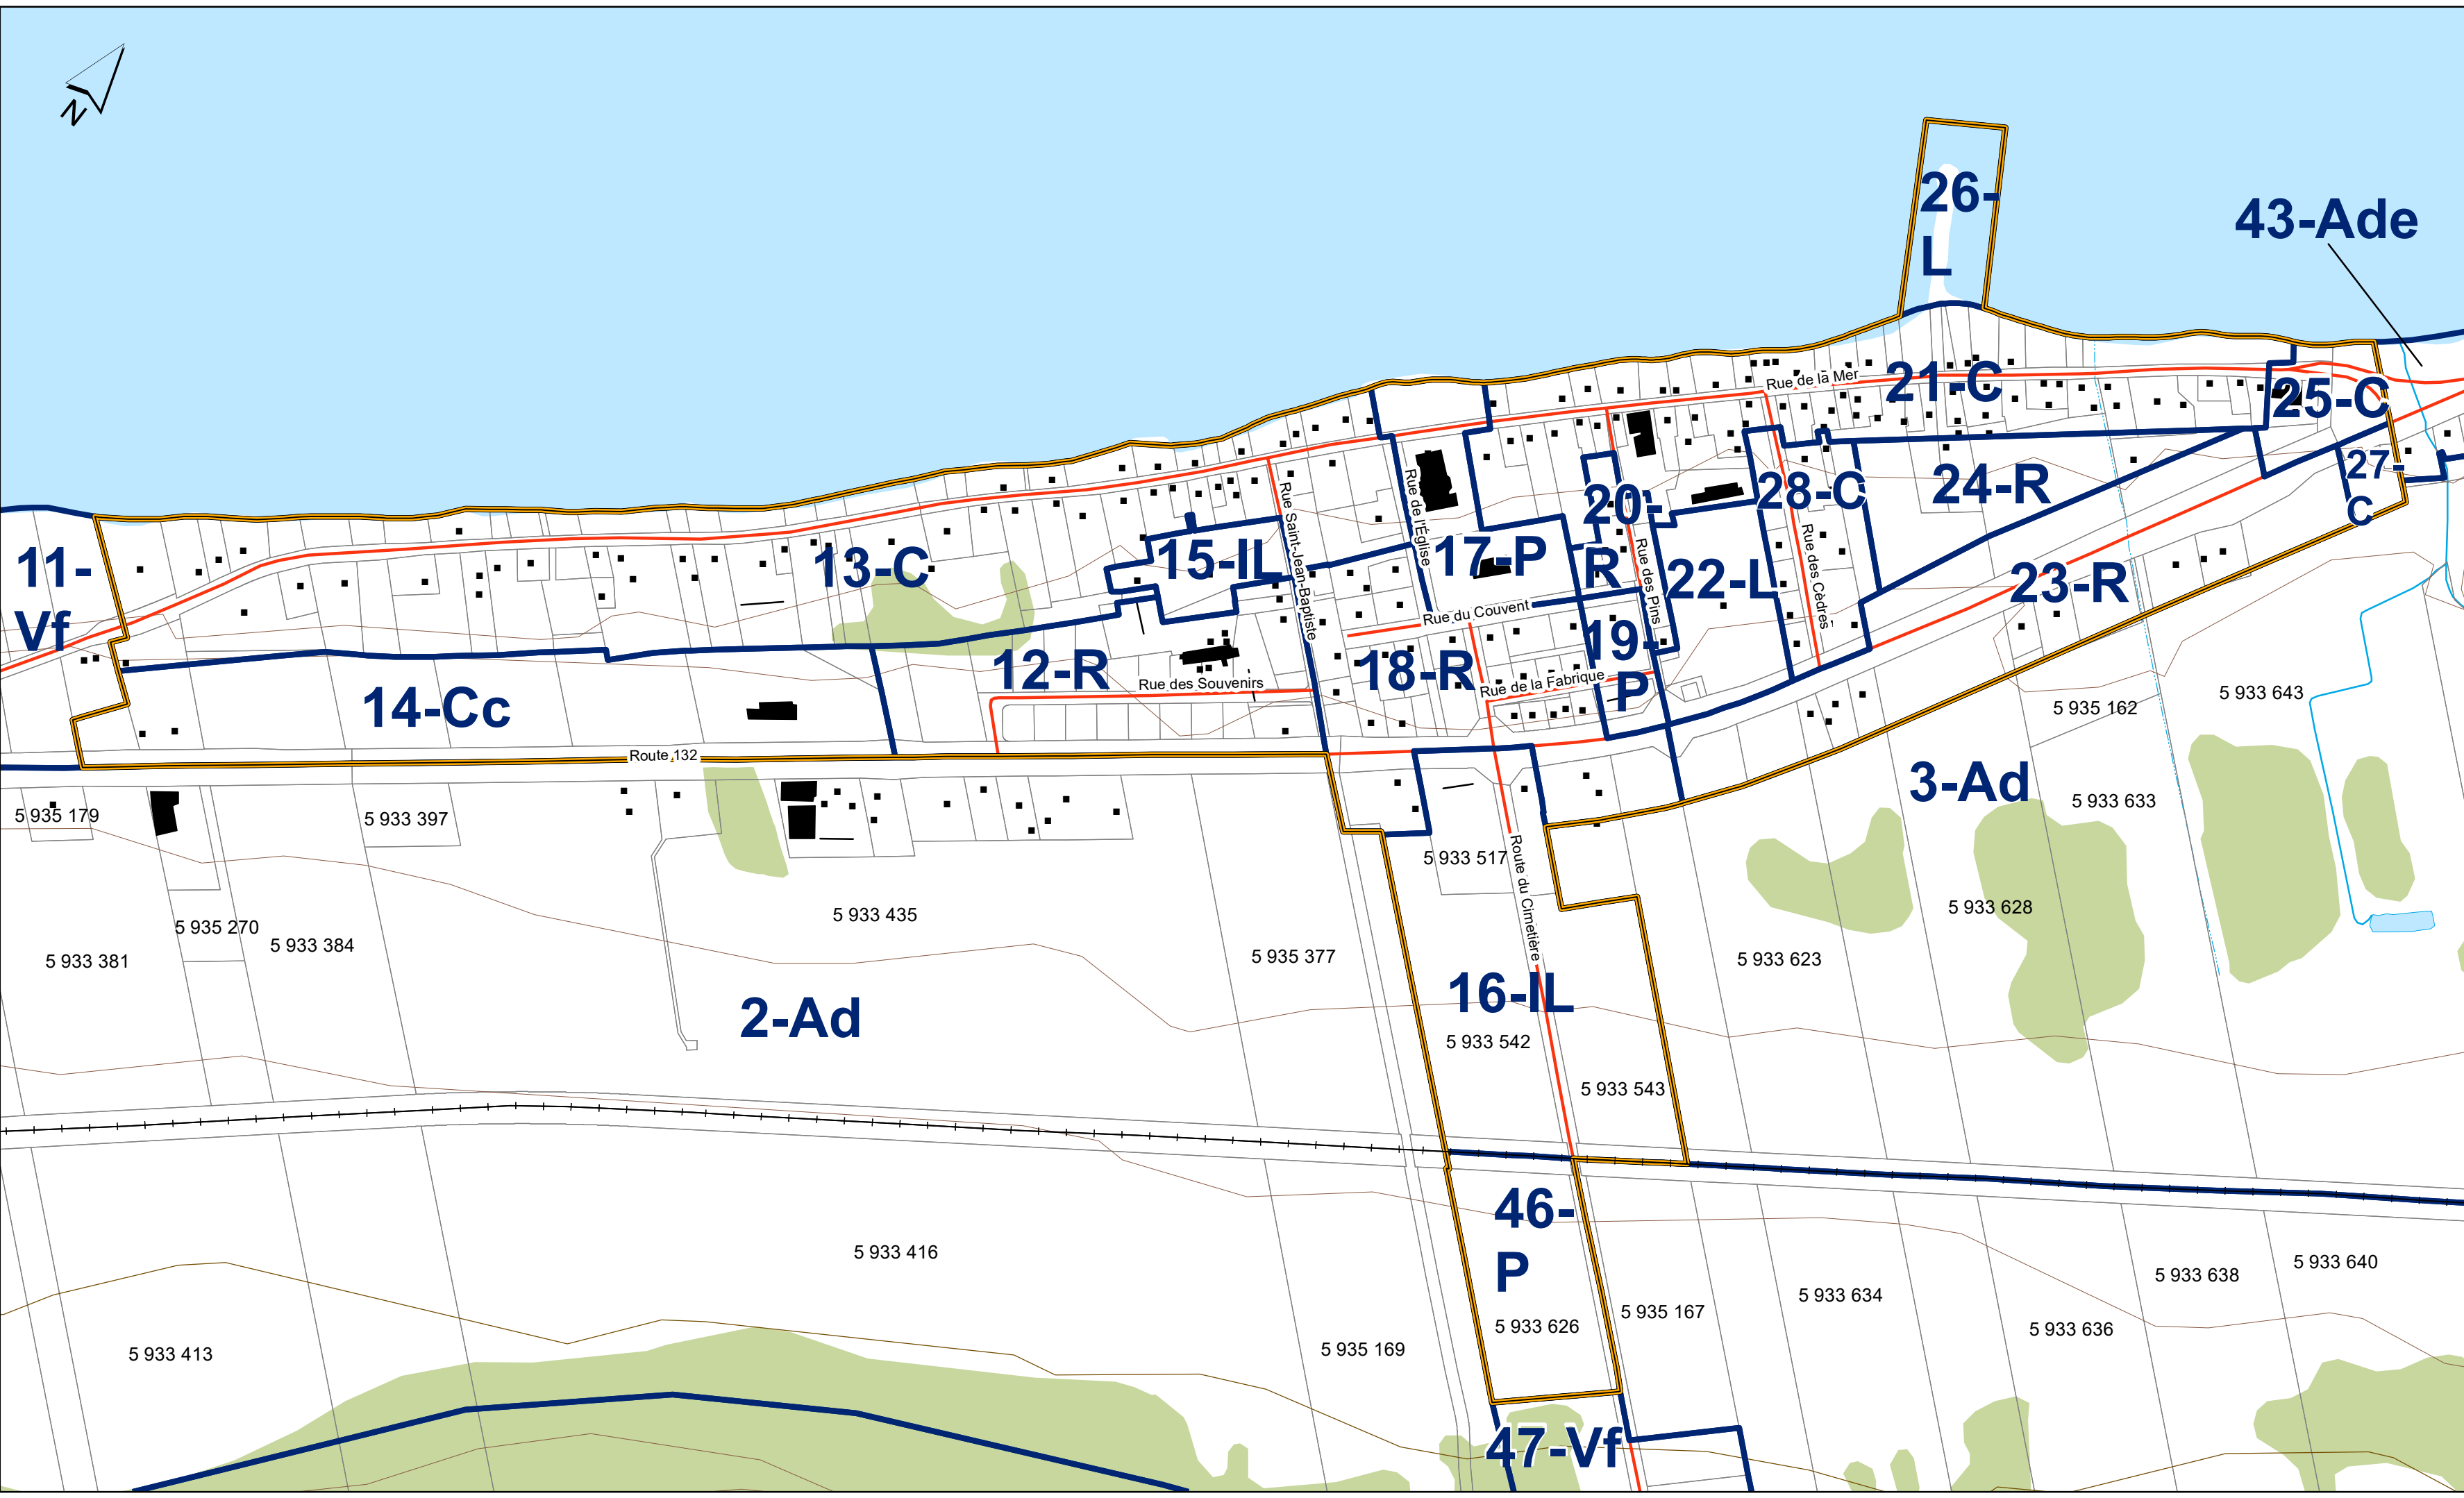 N
26-
L
43-Ade
Rue de la Mer
21-C
25-C
27-
C
11-
Vf
13-C
15-IL
Rue Saint-Jean-Baptiste
Rue de l'Église
17-P
20-
R
Rue des Pins
28-C
24-R
22-L
Rue des Cèdres
23-R
Rue du Couvent
19-
P
12-R
Rue des Souvenirs
18-R
Rue de la Fabrique
14-Cc
Route 132
5 933 643
5 935 162
3-Ad
5 933 633
5 935 179
5 933 397
5 933 517
Route du Cimetière
5 933 435
5 933 628
5 935 270
5 933 384
5 933 381
5 935 377
5 933 623
16-IL
2-Ad
5 933 542
5 933 543
46-
P
5 933 416
5 933 640
5 933 638
5 933 634
5 935 167
5 933 626
5 933 636
5 935 169
5 933 413
47-Vf